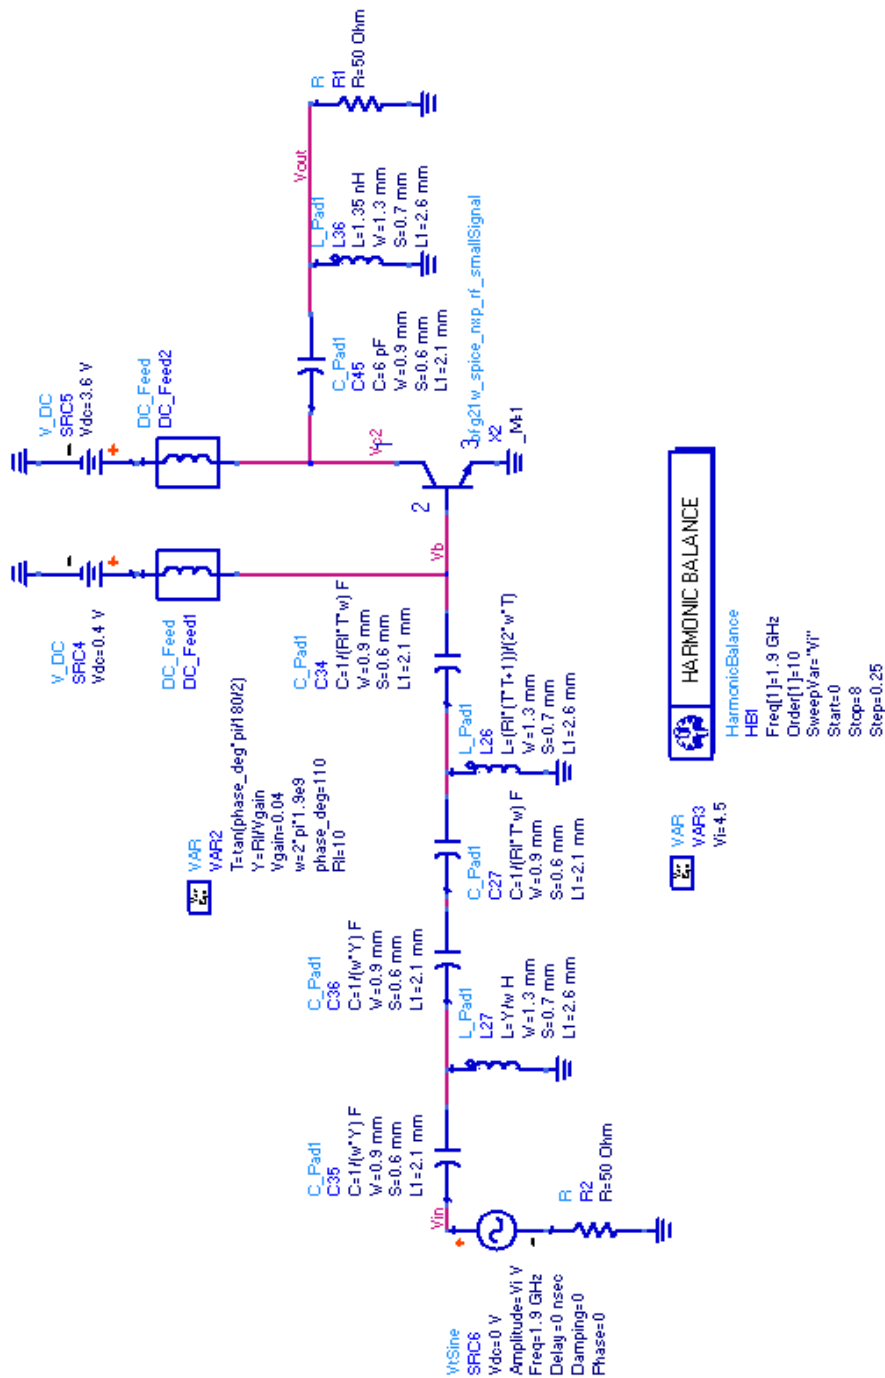 V_DC
SRC4
Vdc=0.4 V
V_DC
SRC5
Vdc=3.6 V
DC_Feed
DC_Feed1
DC_Feed
DC_Feed2
VAR
VAR2
T=tan(phase_deg*pi/180/2)
Y=Rl/Vgain
Vgain=0.04
w=2*pi*1.9e9
phase_deg=110
Rl=10
Vin
Vb
Vc2
Vout
C_Pad1
C35
C=1/(w*Y) F
W=0.9 mm
S=0.6 mm
L1=2.1 mm
C_Pad1
C36
C=1/(w*Y) F
W=0.9 mm
S=0.6 mm
L1=2.1 mm
C_Pad1
C27
C=1/(Rl*T*w) F
W=0.9 mm
S=0.6 mm
L1=2.1 mm
C_Pad1
C34
C=1/(Rl*T*w) F
W=0.9 mm
S=0.6 mm
L1=2.1 mm
L_Pad1
L27
L=Y/w H
W=1.3 mm
S=0.7 mm
L1=2.6 mm
L_Pad1
L26
L=(Rl*(T*T+1))/(2*w*T)
W=1.3 mm
S=0.7 mm
L1=2.6 mm
C_Pad1
C45
C=6 pF
W=0.9 mm
S=0.6 mm
L1=2.1 mm
L_Pad1
L36
L=1.35 nH
W=1.3 mm
S=0.7 mm
L1=2.6 mm
R
R1
R=50 Ohm
1
2
3
bfg21w_spice_nxp_rf_smallSignal
X2
_M=1
VtSine
SRC6
Vdc=0 V
Amplitude=Vi V
Freq=1.9 GHz
Delay=0 nsec
Damping=0
Phase=0
R
R2
R=50 Ohm
VAR
VAR3
Vi=4.5
HARMONIC BALANCE
HarmonicBalance
HB1
Freq[1]=1.9 GHz
Order[1]=10
SweepVar="Vi"
Start=0
Stop=8
Step=0.25